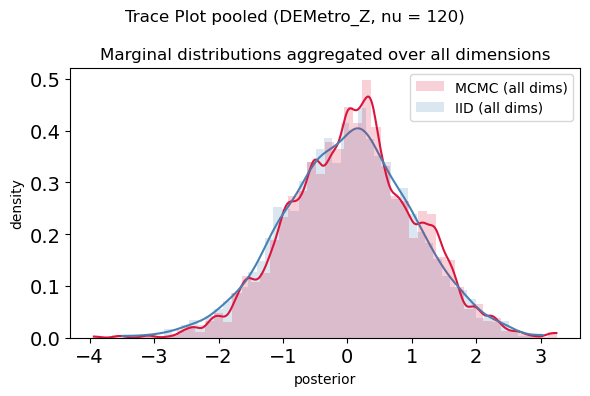 Trace Plot pooled (DEMetro_Z, nu = 120)
Marginal distributions aggregated over all dimensions
MCMC (all dims)
IID (all dims)
density
0.5
0.4
0.3
0.2
0.1
0.0
−4 −3 −2 −1 0 1 2 3
posterior